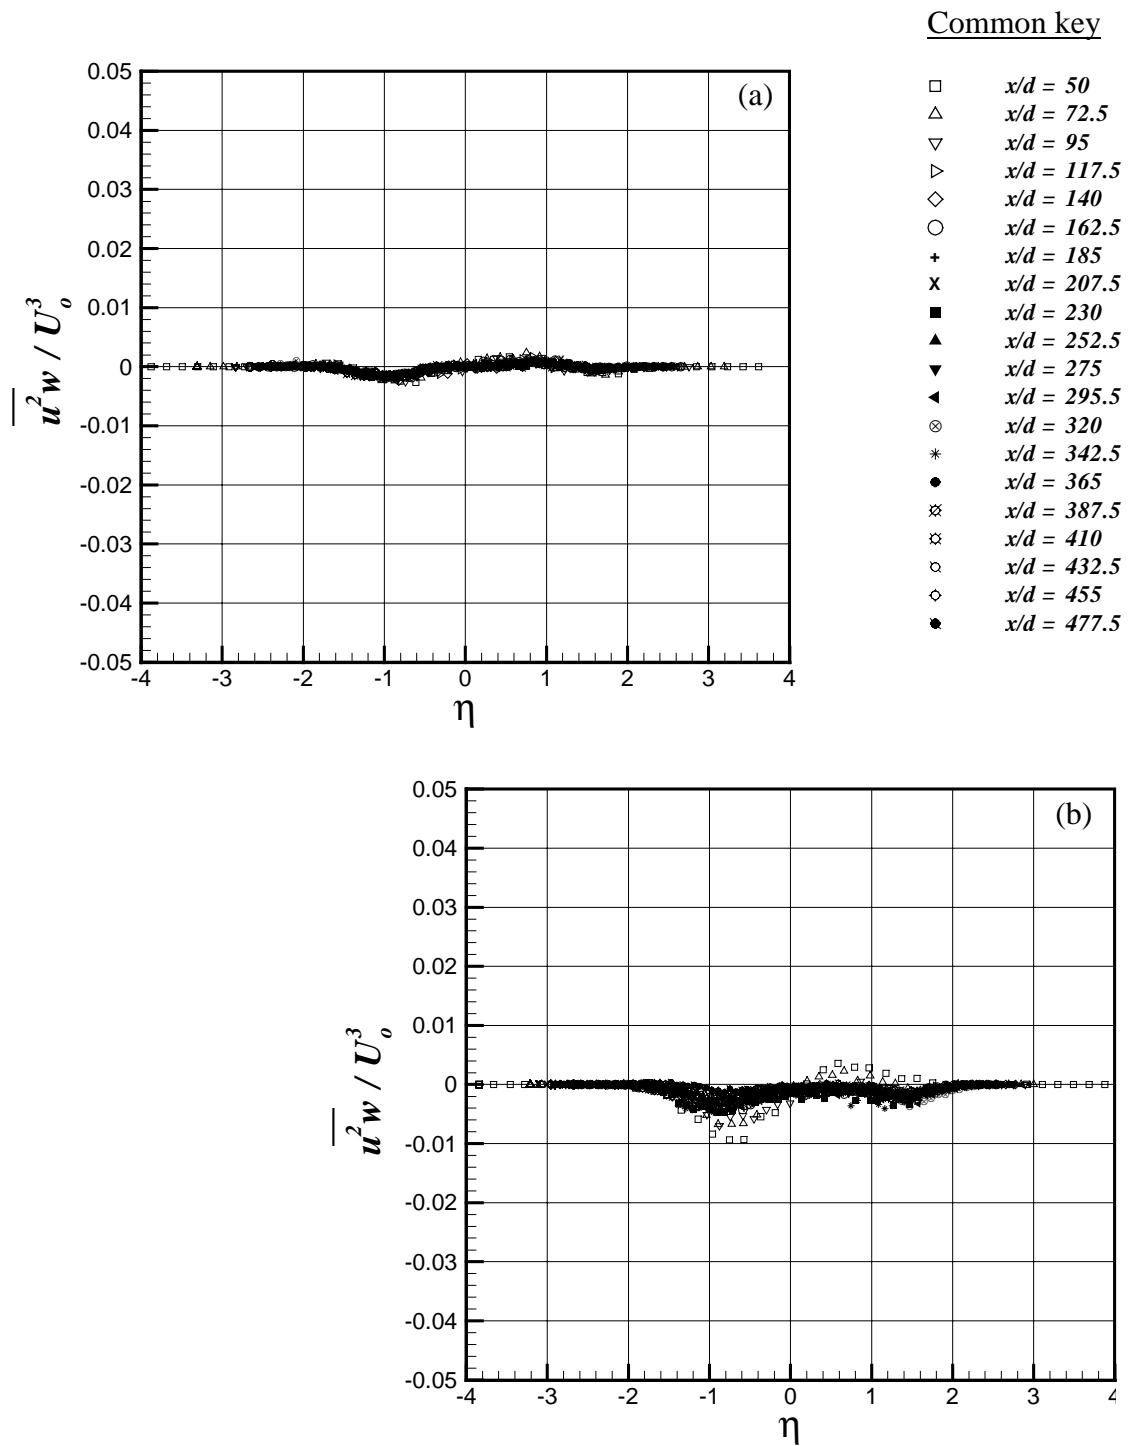 Common key
x/d = 50
x/d = 72.5
x/d = 95
x/d = 117.5
x/d = 140
x/d = 162.5
x/d = 185
x/d = 207.5
x/d = 230
x/d = 252.5
x/d = 275
x/d = 295.5
x/d = 320
x/d = 342.5
x/d = 365
x/d = 387.5
x/d = 410
x/d = 432.5
x/d = 455
x/d = 477.5
(a)
0.05
0.04
0.03
0.02
0.01
0
-0.01
-0.02
-0.03
-0.04
-0.05
-4 -3 -2 -1 0 1 2 3 4
η
u²w / U³ₒ
(b)
0.05
0.04
0.03
0.02
0.01
0
-0.01
-0.02
-0.03
-0.04
-0.05
-4 -3 -2 -1 0 1 2 3 4
η
u²w / U³ₒ